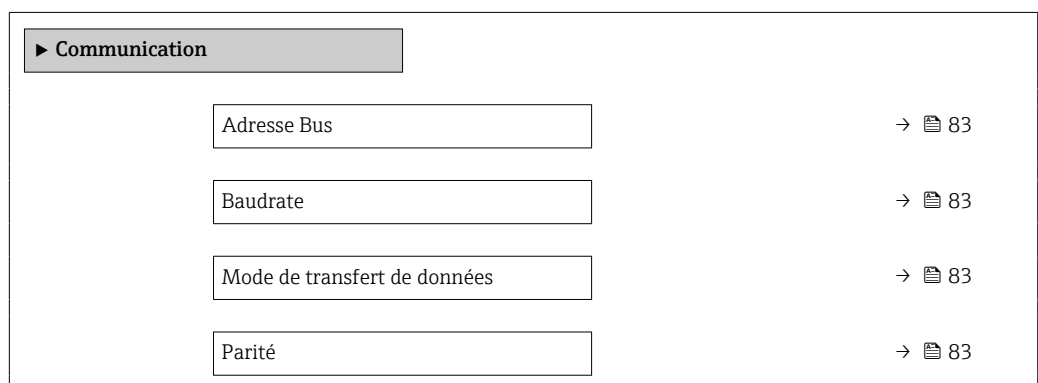 ▶ Communication
Adresse Bus → 83
Baudrate → 83
Mode de transfert de données → 83
Parité → 83